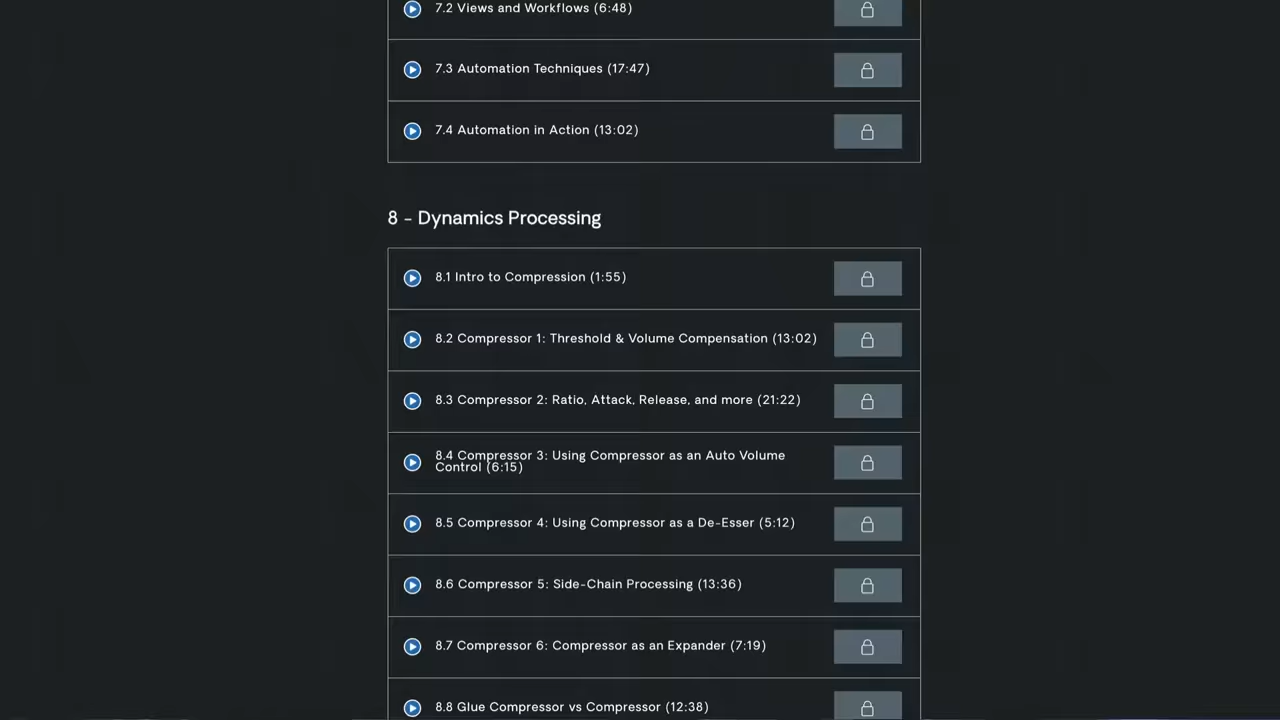 7.2 Views and Workflows (6:48)
7.3 Automation Techniques (17:47)
7.4 Automation in Action (13:02)
8 - Dynamics Processing
8.1 Intro to Compression (1:55)
8.2 Compressor 1: Threshold & Volume Compensation (13:02)
8.3 Compressor 2: Ratio, Attack, Release, and more (21:22)
8.4 Compressor 3: Using Compressor as an Auto Volume
Control (6:15)
8.5 Compressor 4: Using Compressor as a De-Esser (5:12)
8.6 Compressor 5: Side-Chain Processing (13:36)
8.7 Compressor 6: Compressor as an Expander (7:19)
8.8 Glue Compressor vs Compressor (12:38)